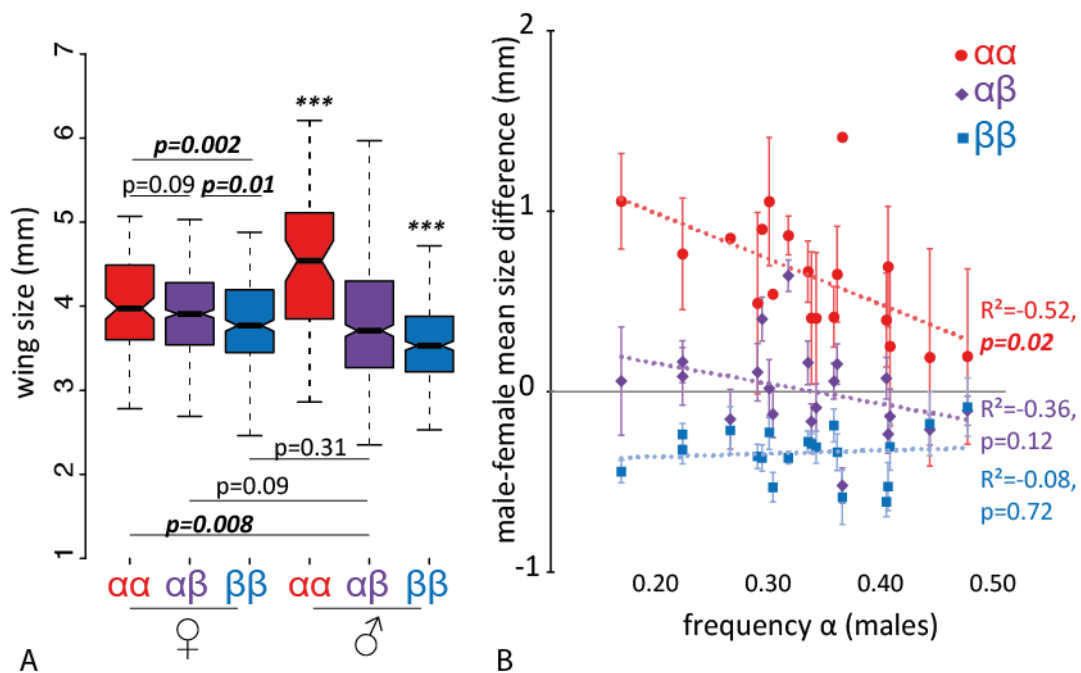 7
6
5
4
3
2
1
wing size (mm)
***
p=0.002
p=0.09 p=0.01
***
p=0.31
p=0.09
p=0.008
αα αβ ββ αα αβ ββ
♀ ♂
A
2
1
0
-1
male-female mean size difference (mm)
αα
αβ
ββ
R²=-0.52,
p=0.02
R²=-0.36,
p=0.12
R²=-0.08,
p=0.72
0.20 0.30 0.40 0.50
frequency α (males)
B